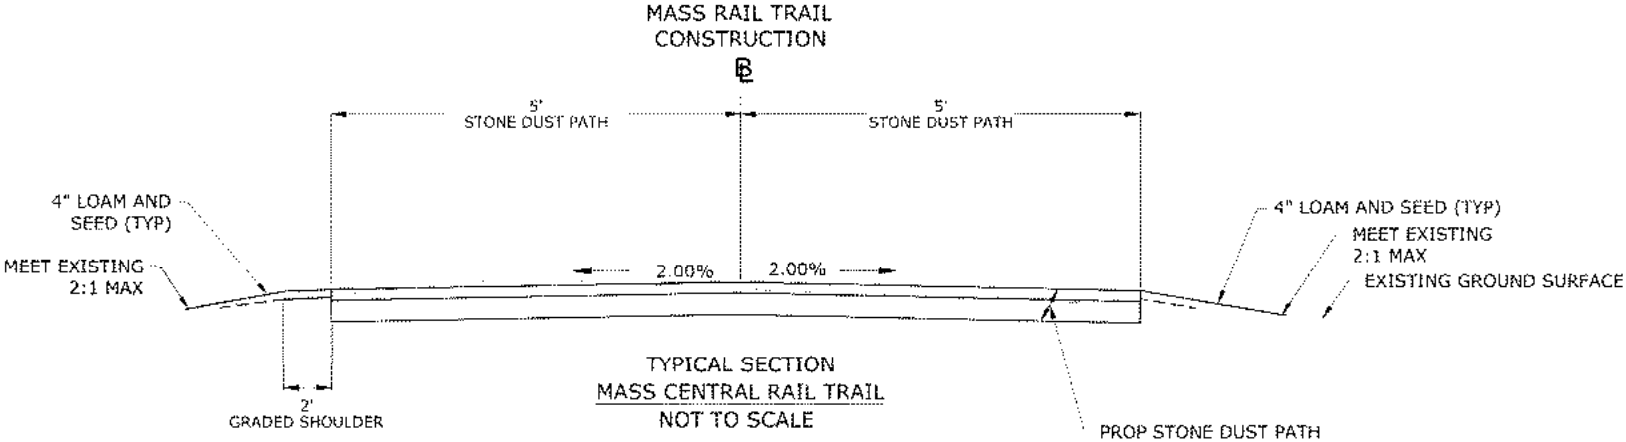 MASS RAIL TRAIL
CONSTRUCTION
BL
5'
STONE DUST PATH
5'
STONE DUST PATH
4" LOAM AND
SEED (TYP)
MEET EXISTING
2:1 MAX
2.00%
2.00%
4" LOAM AND SEED (TYP)
MEET EXISTING
2:1 MAX
EXISTING GROUND SURFACE
2'
GRADED SHOULDER
TYPICAL SECTION
MASS CENTRAL RAIL TRAIL
NOT TO SCALE
PROP STONE DUST PATH